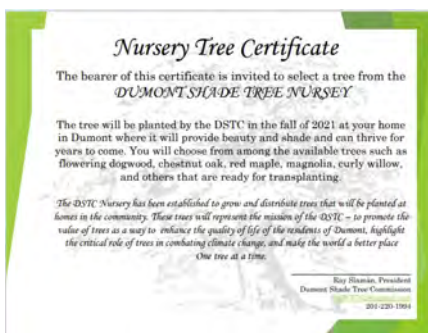 Nursery Tree Certificate
The bearer of this certificate is invited to select a tree from the
DUMONT SHADE TREE NURSEY
The tree will be planted by the DSTC in the fall of 2021 at your home
in Dumont where it will provide beauty and shade and can thrive for
years to come. You will choose from among the available trees such as
flowering dogwood, chestnut oak, red maple, magnolia, curly willow,
and others that are ready for transplanting.
The DSTC Nursery has been established to grow and distribute trees that will be planted at
homes in the community. These trees will represent the mission of the DSTC – to promote the
value of trees as a way to enhance the quality of life of the residents of Dumont, highlight
the critical role of trees in combating climate change, and make the world a better place
One tree at a time.
President
Dumont Shade Tree Commission
201-220-1994